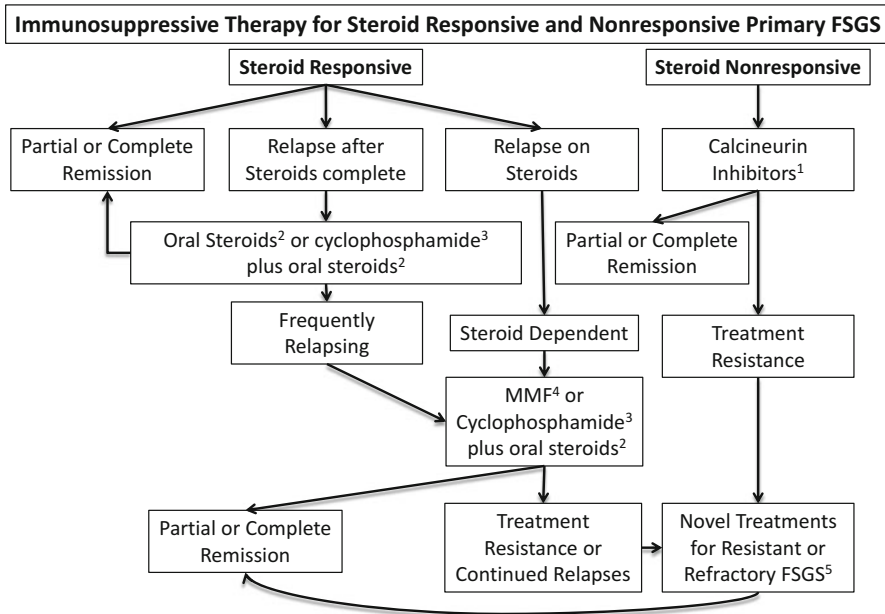 Immunosuppressive Therapy for Steroid Responsive and Nonresponsive Primary FSGS
Steroid Responsive
Steroid Nonresponsive
Partial or Complete
Remission
Relapse after
Steroids complete
Relapse on
Steroids
Calcineurin
Inhibitors¹
Oral Steroids² or cyclophosphamide³
plus oral steroids²
Partial or Complete
Remission
Frequently
Relapsing
Steroid Dependent
Treatment
Resistance
MMF⁴ or
Cyclophosphamide³
plus oral steroids²
Partial or Complete
Remission
Treatment
Resistance or
Continued Relapses
Novel Treatments
for Resistant or
Refractory FSGS⁵